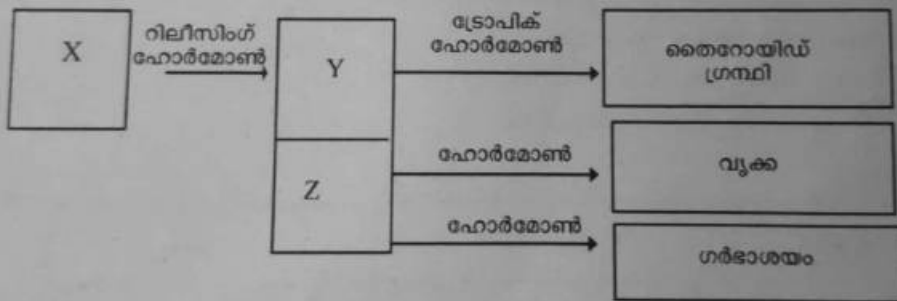 X
റിലീസിംഗ്
ഹോർമോൺ
Y
Z
ട്രോപിക്
ഹോർമോൺ
തൈറോയിഡ്
ഗ്രന്ഥി
ഹോർമോൺ
വൃക്ക
ഹോർമോൺ
ഗർഭാശയം